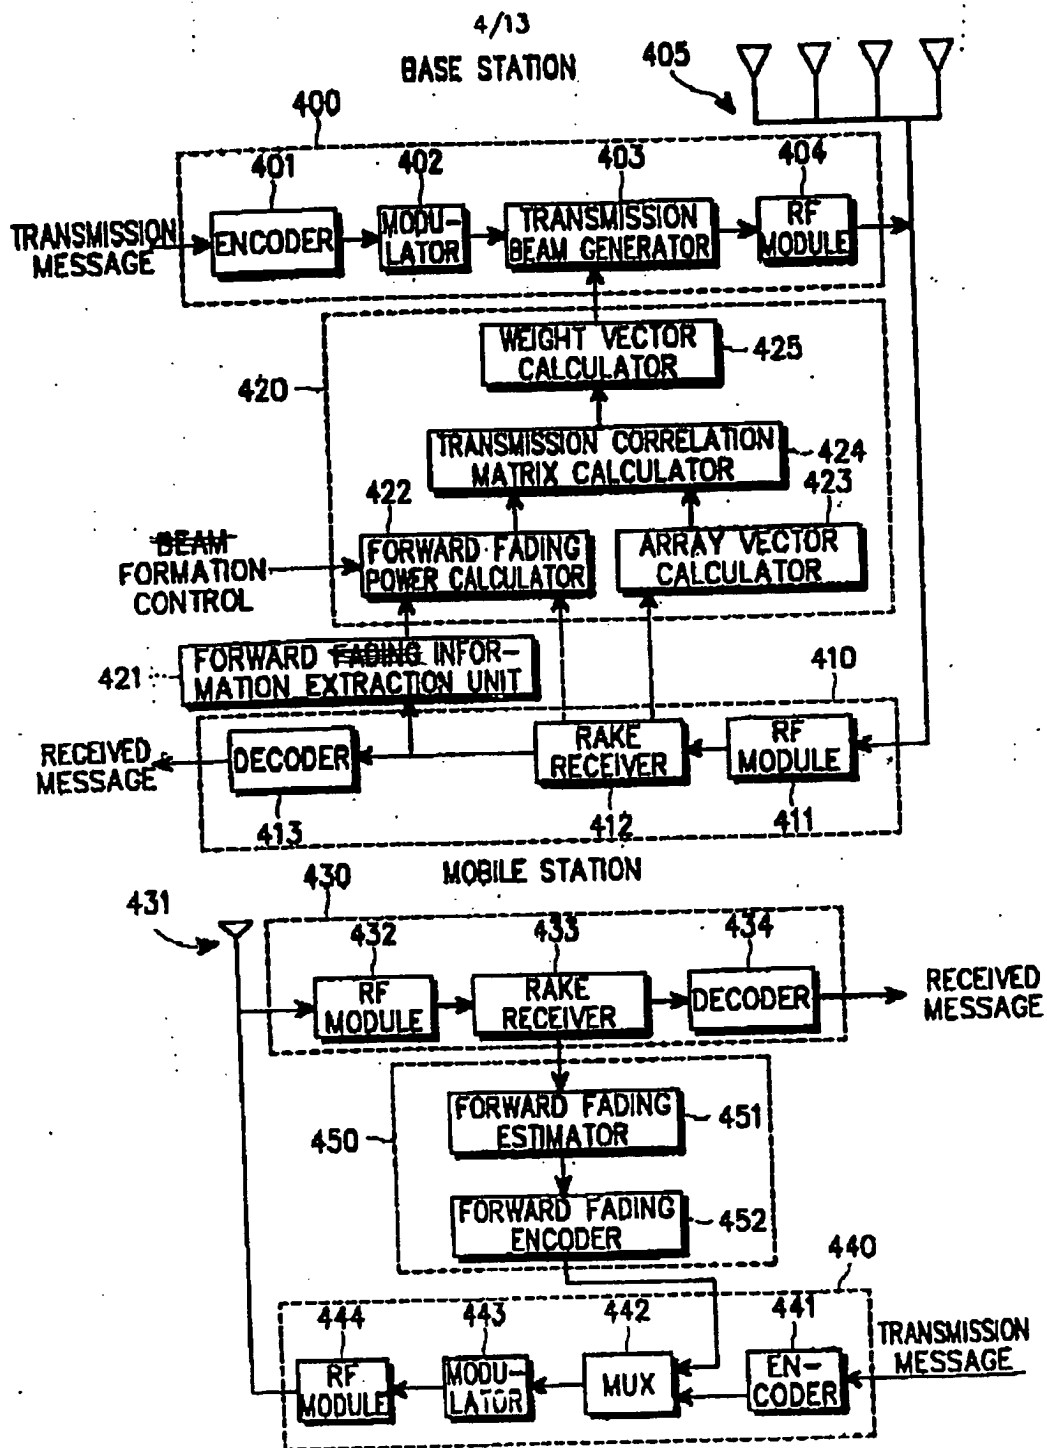 4/13
BASE STATION
405
400
401
402
403
404
TRANSMISSION
MESSAGE
ENCODER
MODU-
LATOR
TRANSMISSION
BEAM GENERATOR
RF
MODULE
WEIGHT VECTOR
CALCULATOR
425
420
TRANSMISSION CORRELATION
MATRIX CALCULATOR
424
422
423
BEAM
FORMATION
CONTROL
FORWARD FADING
POWER CALCULATOR
ARRAY VECTOR
CALCULATOR
421
FORWARD FADING INFOR-
MATION EXTRACTION UNIT
410
RECEIVED
MESSAGE
DECODER
RAKE
RECEIVER
RF
MODULE
413
412
411
MOBILE STATION
430
431
432
433
434
RF
MODULE
RAKE
RECEIVER
DECODER
RECEIVED
MESSAGE
450
FORWARD FADING
ESTIMATOR
451
FORWARD FADING
ENCODER
452
440
444
443
442
441
TRANSMISSION
MESSAGE
RF
MODULE
MODU-
LATOR
MUX
EN-
CODER